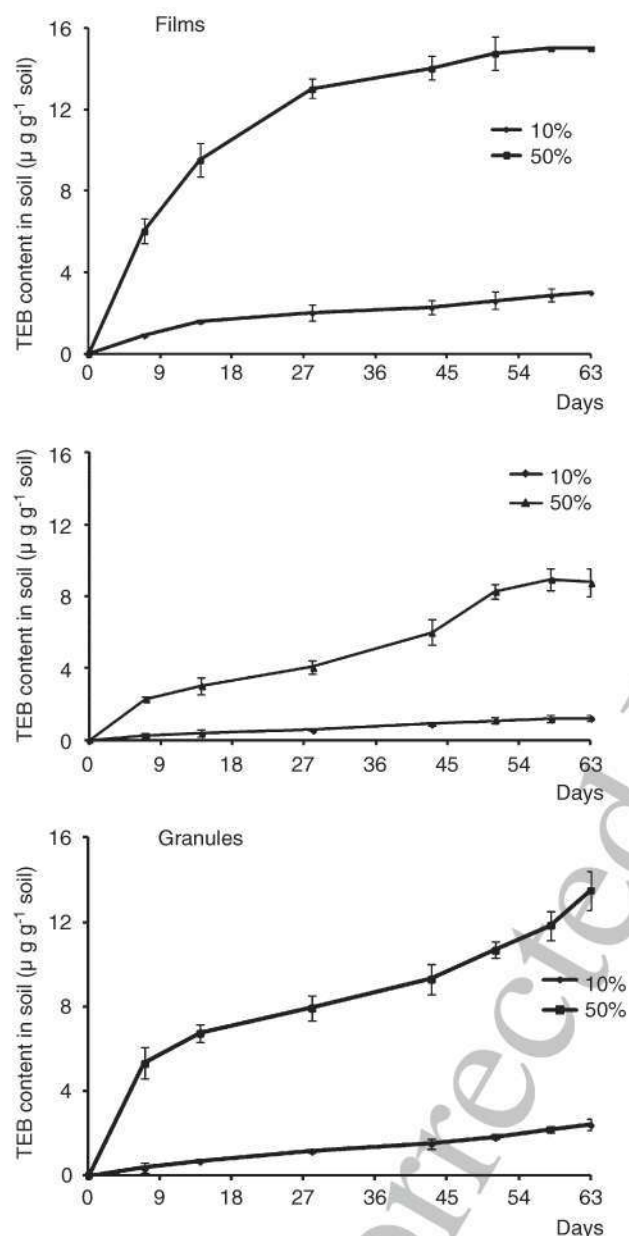 Films
16
12
8
4
0
TEB content in soil (µ g g⁻¹ soil)
10%
50%
0 9 18 27 36 45 54 63
Days
16
12
8
4
0
TEB content in soil (µ g g⁻¹ soil)
10%
50%
0 9 18 27 36 45 54 63
Days
Granules
16
12
8
4
0
TEB content in soil (µ g g⁻¹ soil)
10%
50%
0 9 18 27 36 45 54 63
Days
orrected